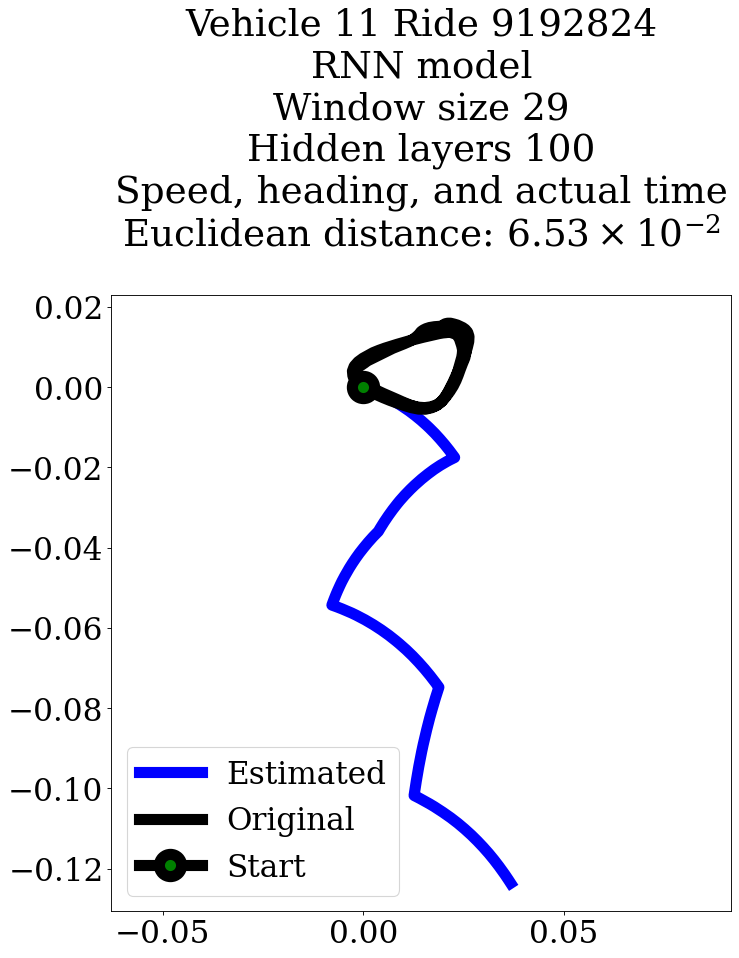 Vehicle 11 Ride 9192824
RNN model
Window size 29
Hidden layers 100
Speed, heading, and actual time
Euclidean distance: 6.53 × 10⁻²
0.02
0.00
−0.02
−0.04
−0.06
−0.08
−0.10
−0.12
Estimated
Original
Start
−0.05
0.00
0.05